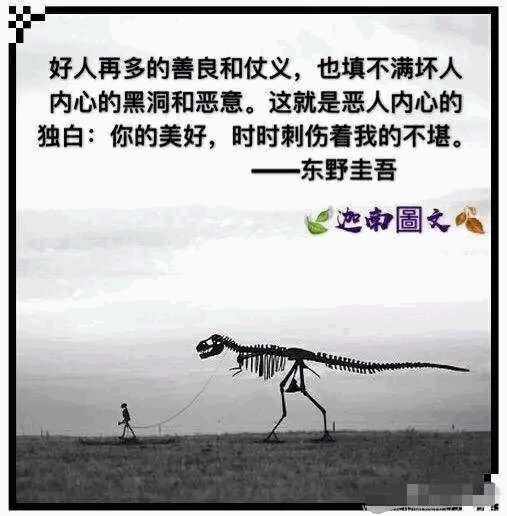 好人再多的善良和仗义，也填不满坏人
内心的黑洞和恶意。这就是恶人内心的
独白：你的美好，时时刺伤着我的不堪。
——东野圭吾
迦南圖文